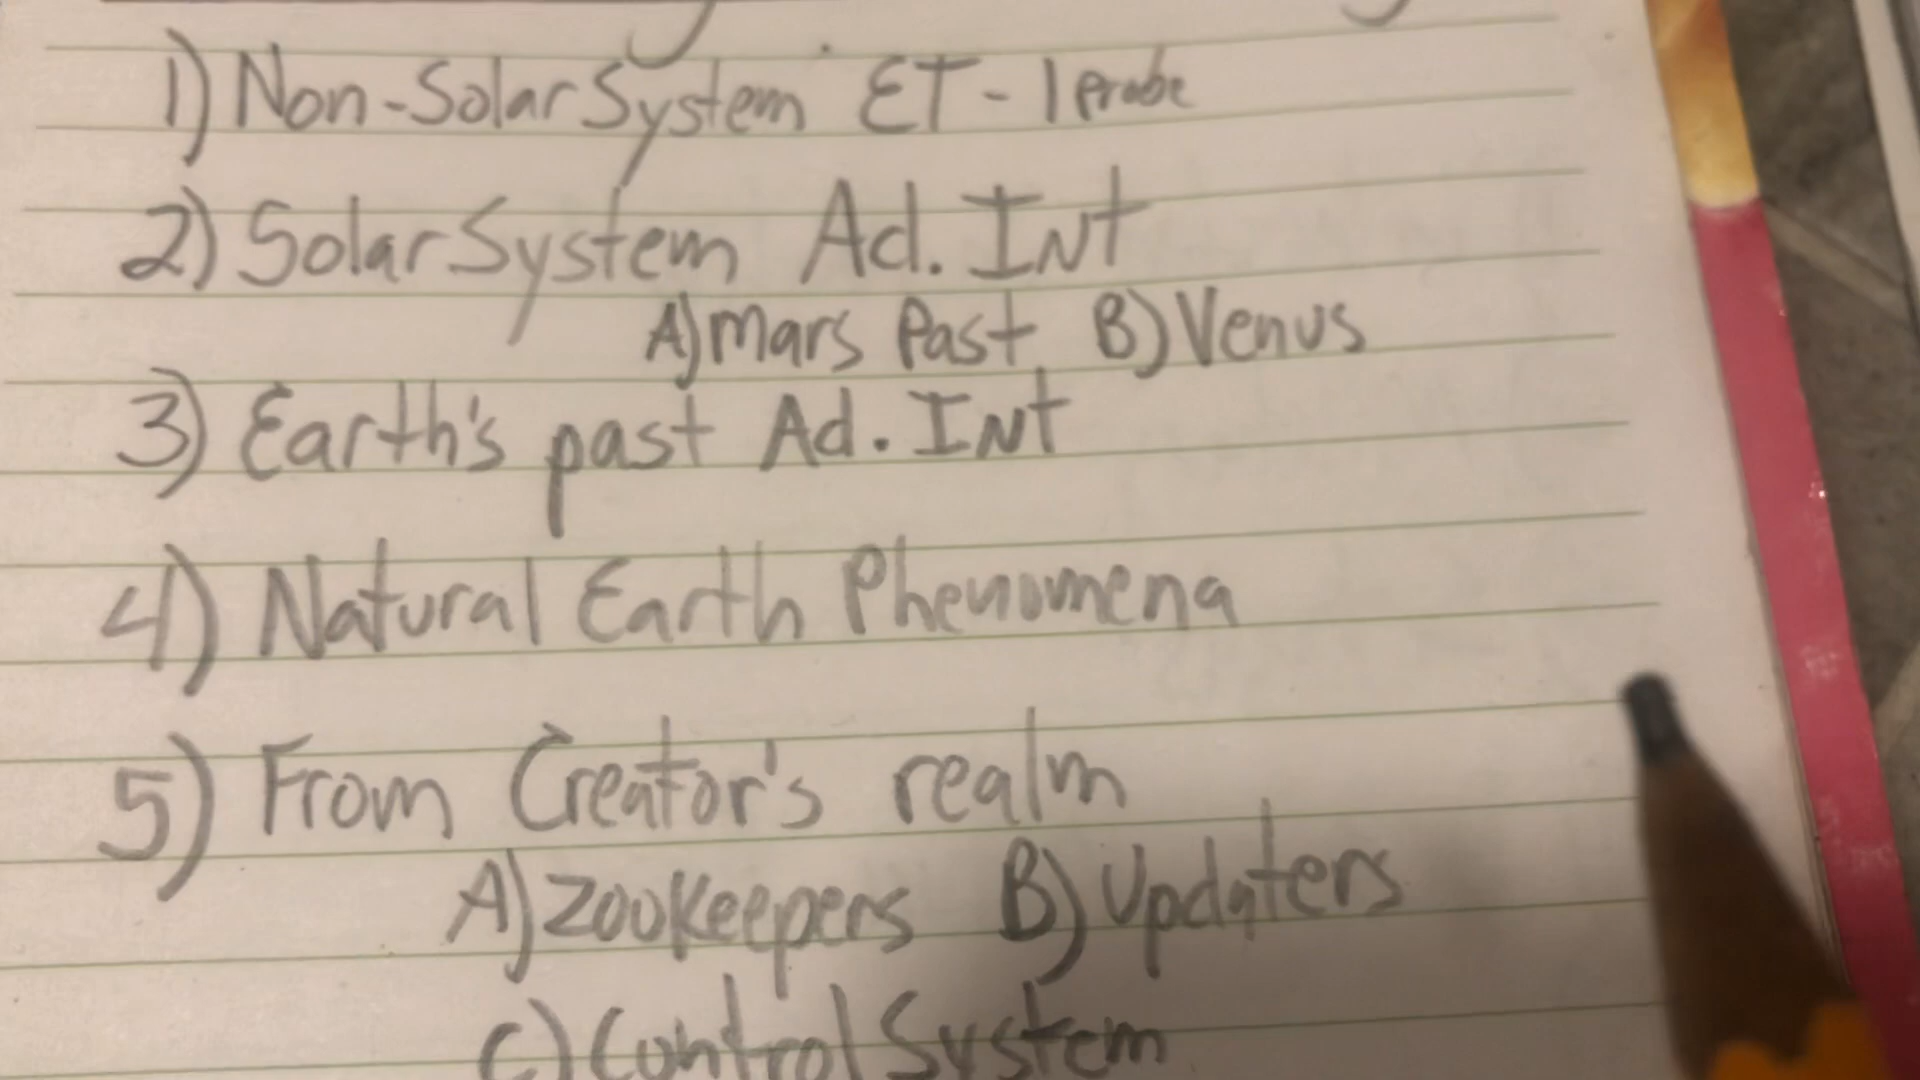 1) Non-Solar System ET - 1 Probe
2) Solar System Ad. INt
A) Mars Past B) Venus
3) Earth's past Ad. INt
4) Natural Earth Phenomena
5) From Creator's realm
A) Zookeepers B) Updaters
C) Control System